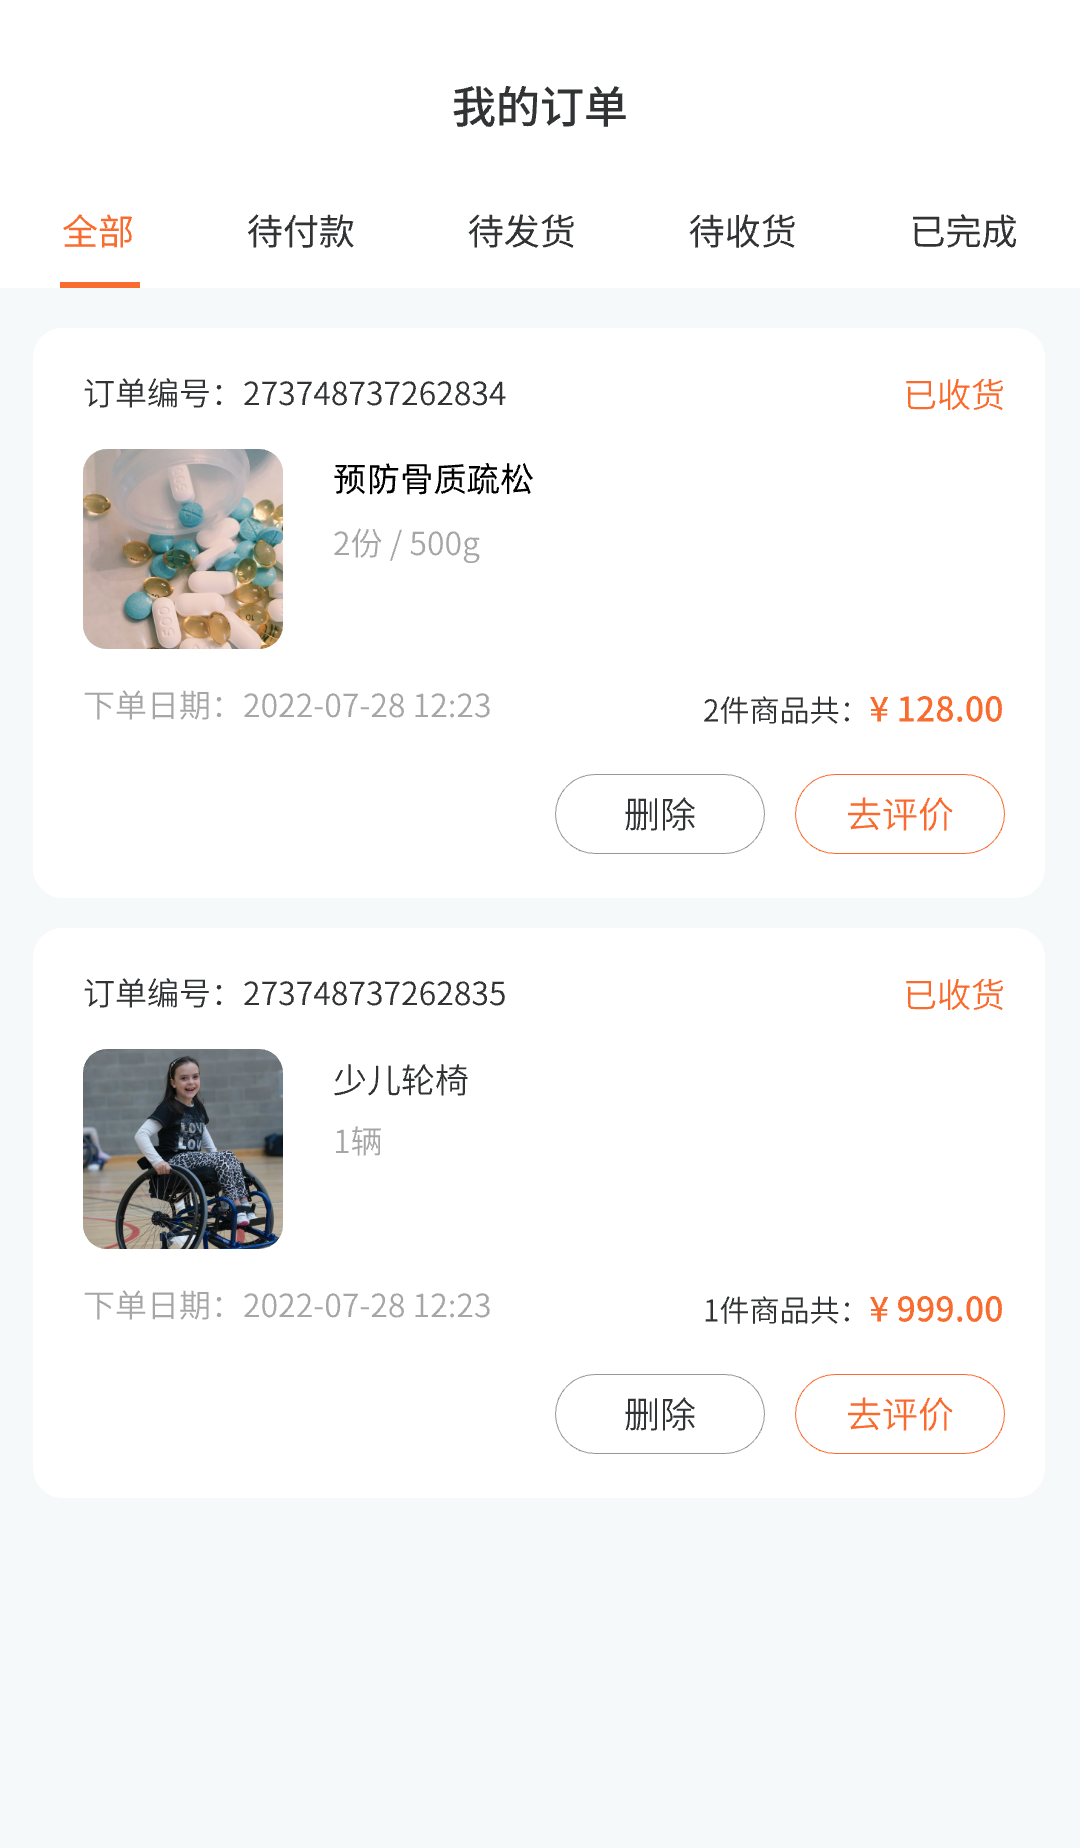 我的订单
全部 待付款 待发货 待收货 已完成
订单编号：273748737262834 已收货
预防骨质疏松
2份 / 500g
下单日期：2022-07-28 12:23 2件商品共：¥ 128.00
删除 去评价
订单编号：273748737262835 已收货
少儿轮椅
1辆
下单日期：2022-07-28 12:23 1件商品共：¥ 999.00
删除 去评价